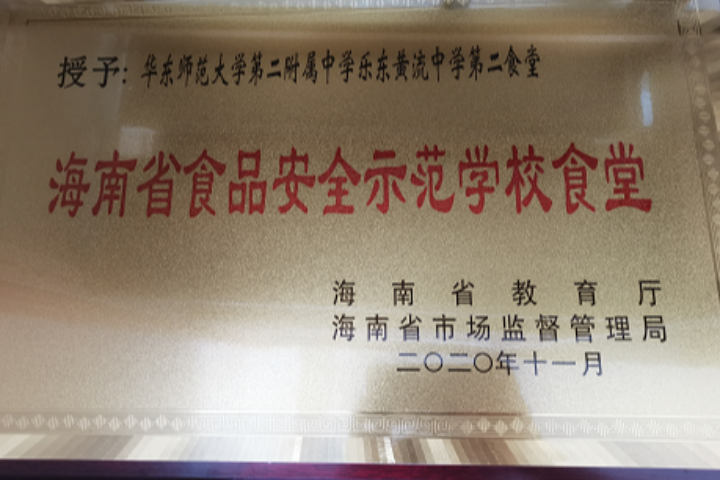 授予：华东师范大学第二附属中学乐东黄流中学第二食堂
海南省食品安全示范学校食堂
海南省教育厅
海南省市场监督管理局
二〇二〇年十一月